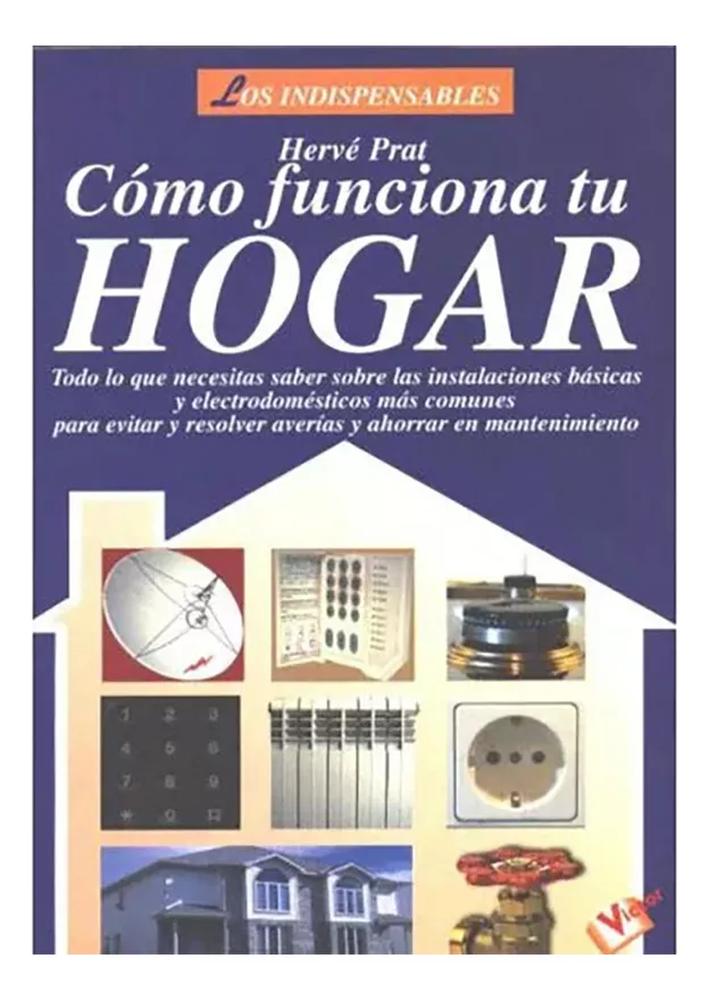 LOS INDISPENSABLES
Hervé Prat
Cómo funciona tu
HOGAR
Todo lo que necesitas saber sobre las instalaciones básicas
y electrodomésticos más comunes
para evitar y resolver averías y ahorrar en mantenimiento
1 2 3
4 5 6
7 8 9
* 0 #